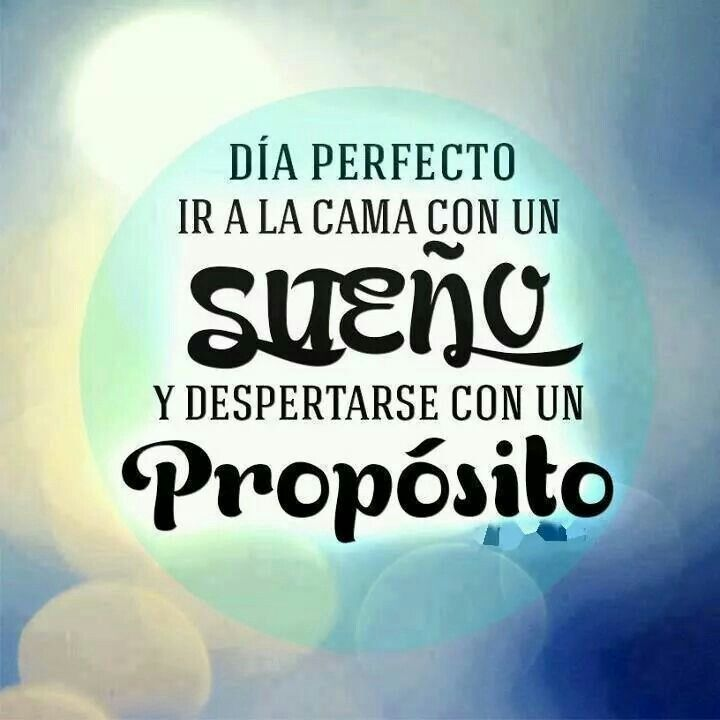 DÍA PERFECTO
IR A LA CAMA CON UN
SUEÑO
Y DESPERTARSE CON UN
Propósito